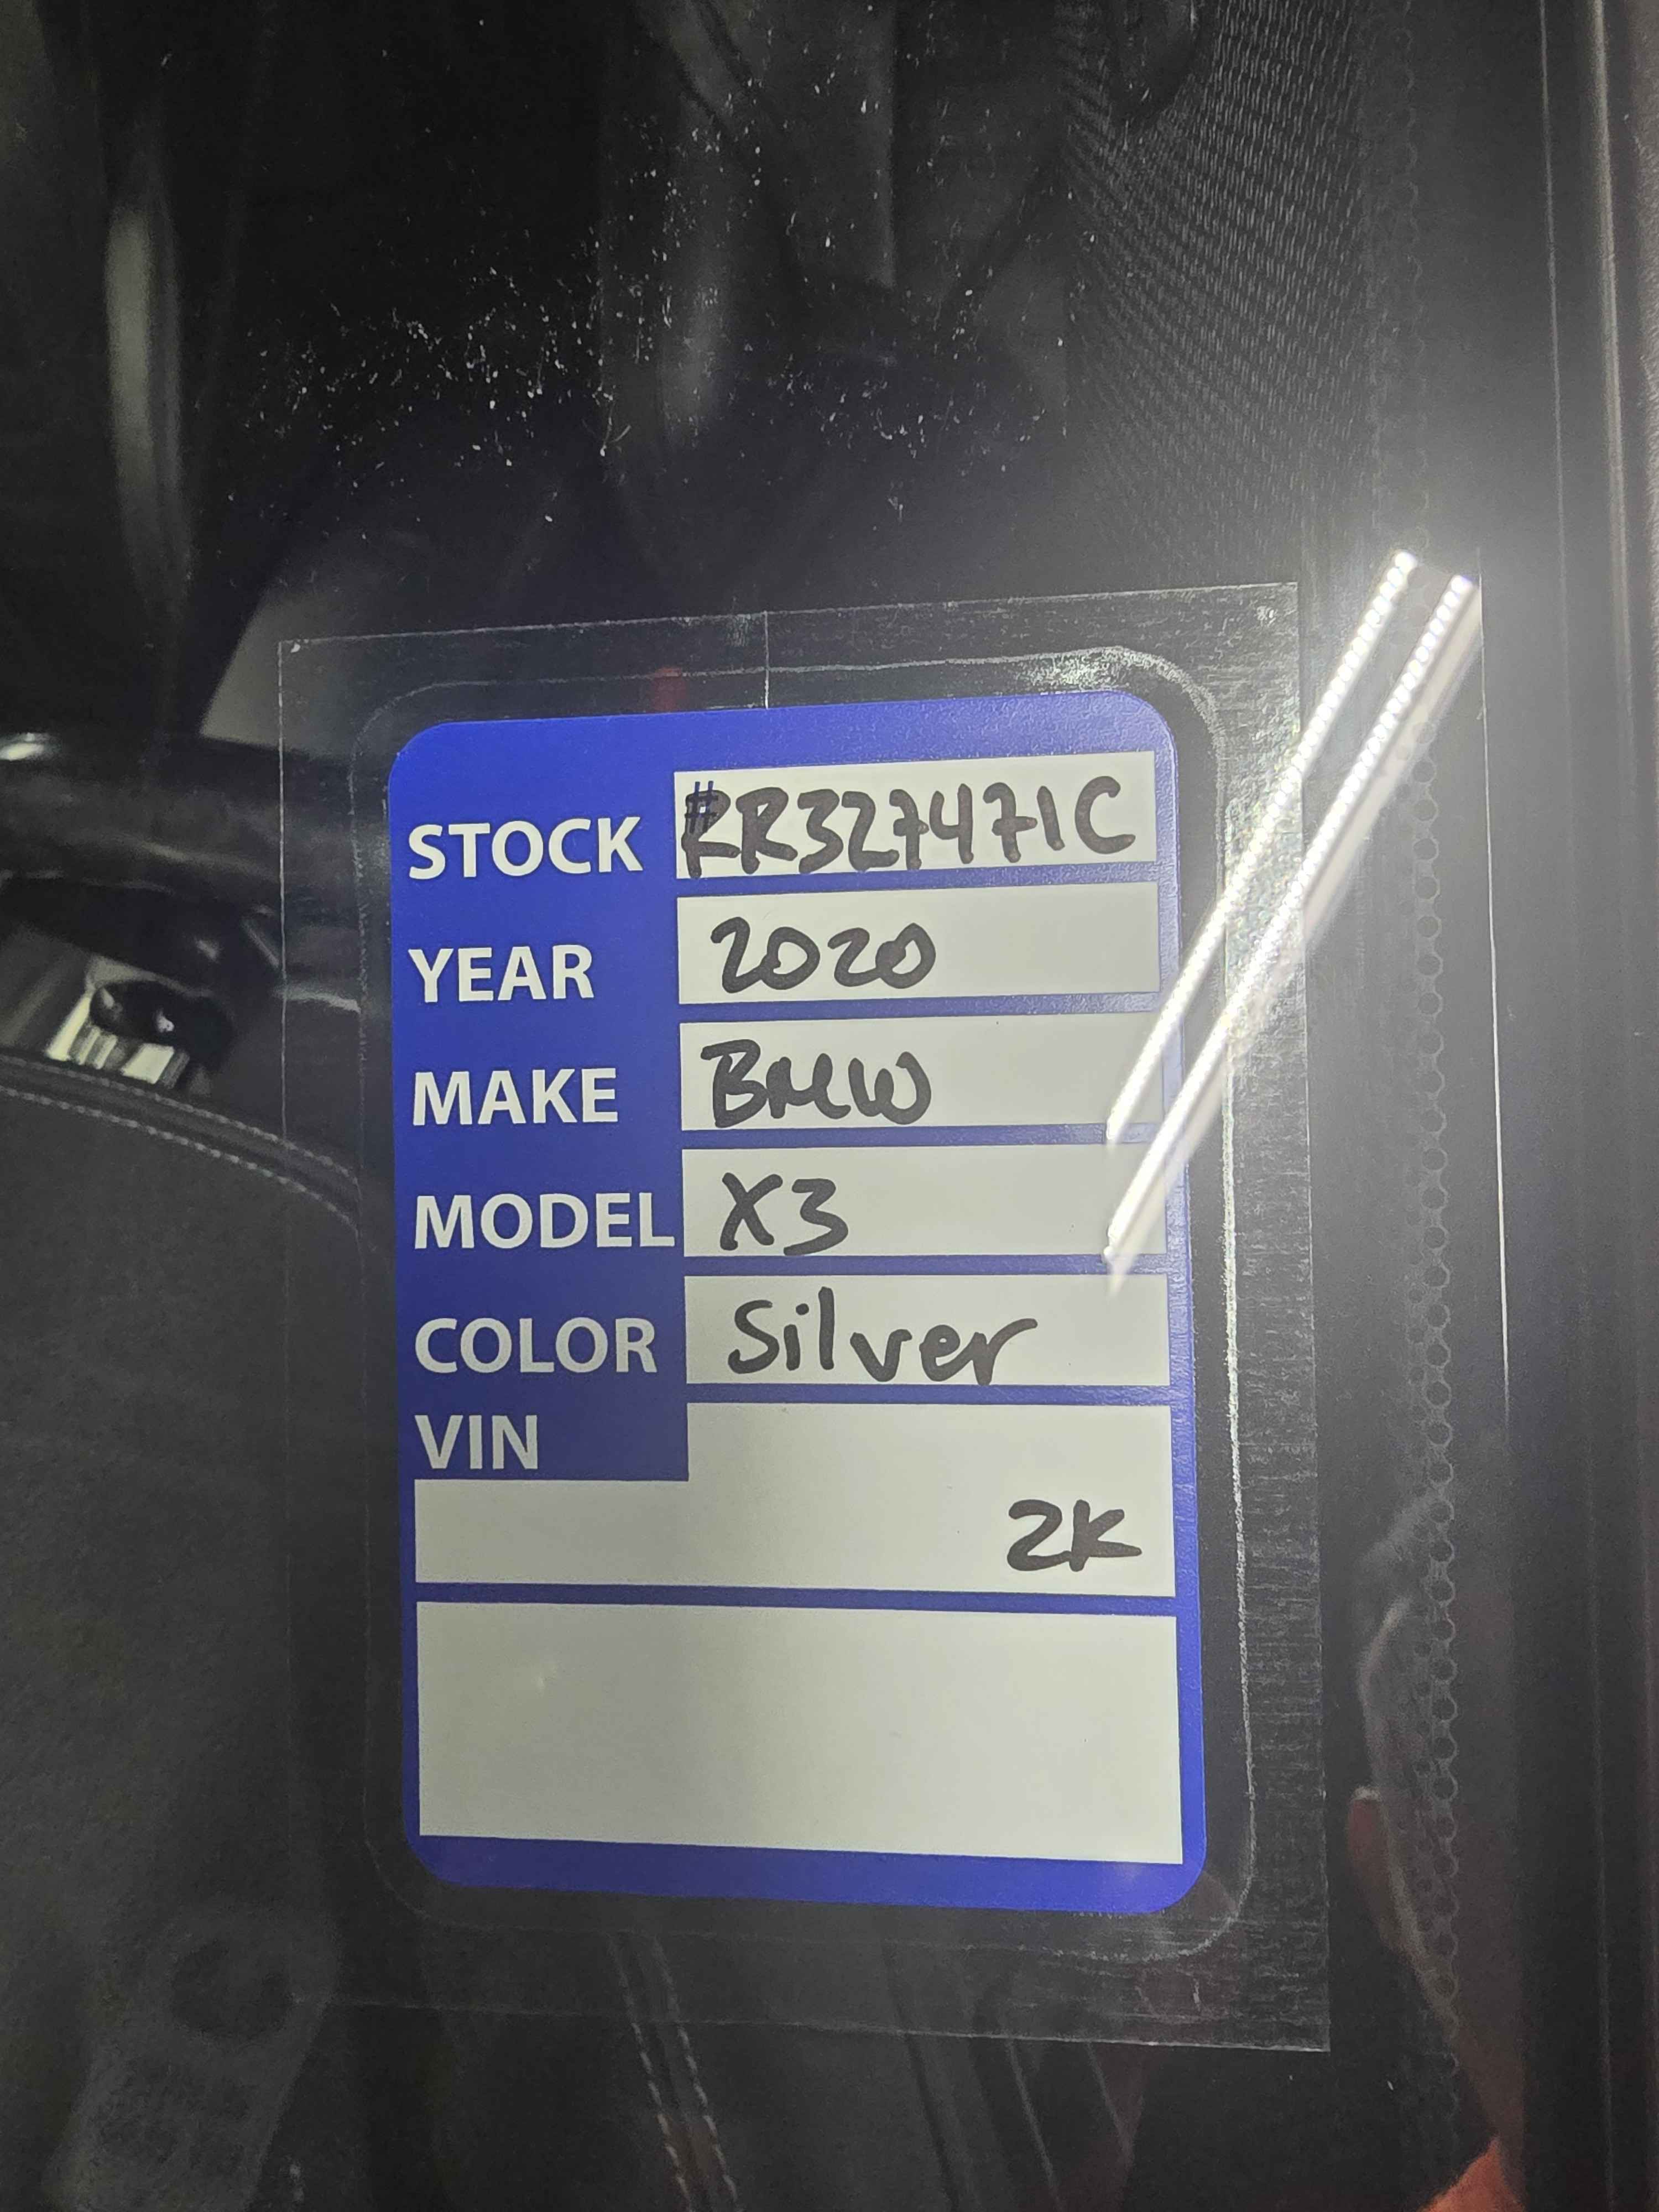 STOCK #RR327471C
YEAR 2020
MAKE BMW
MODEL X3
COLOR Silver
VIN
2K